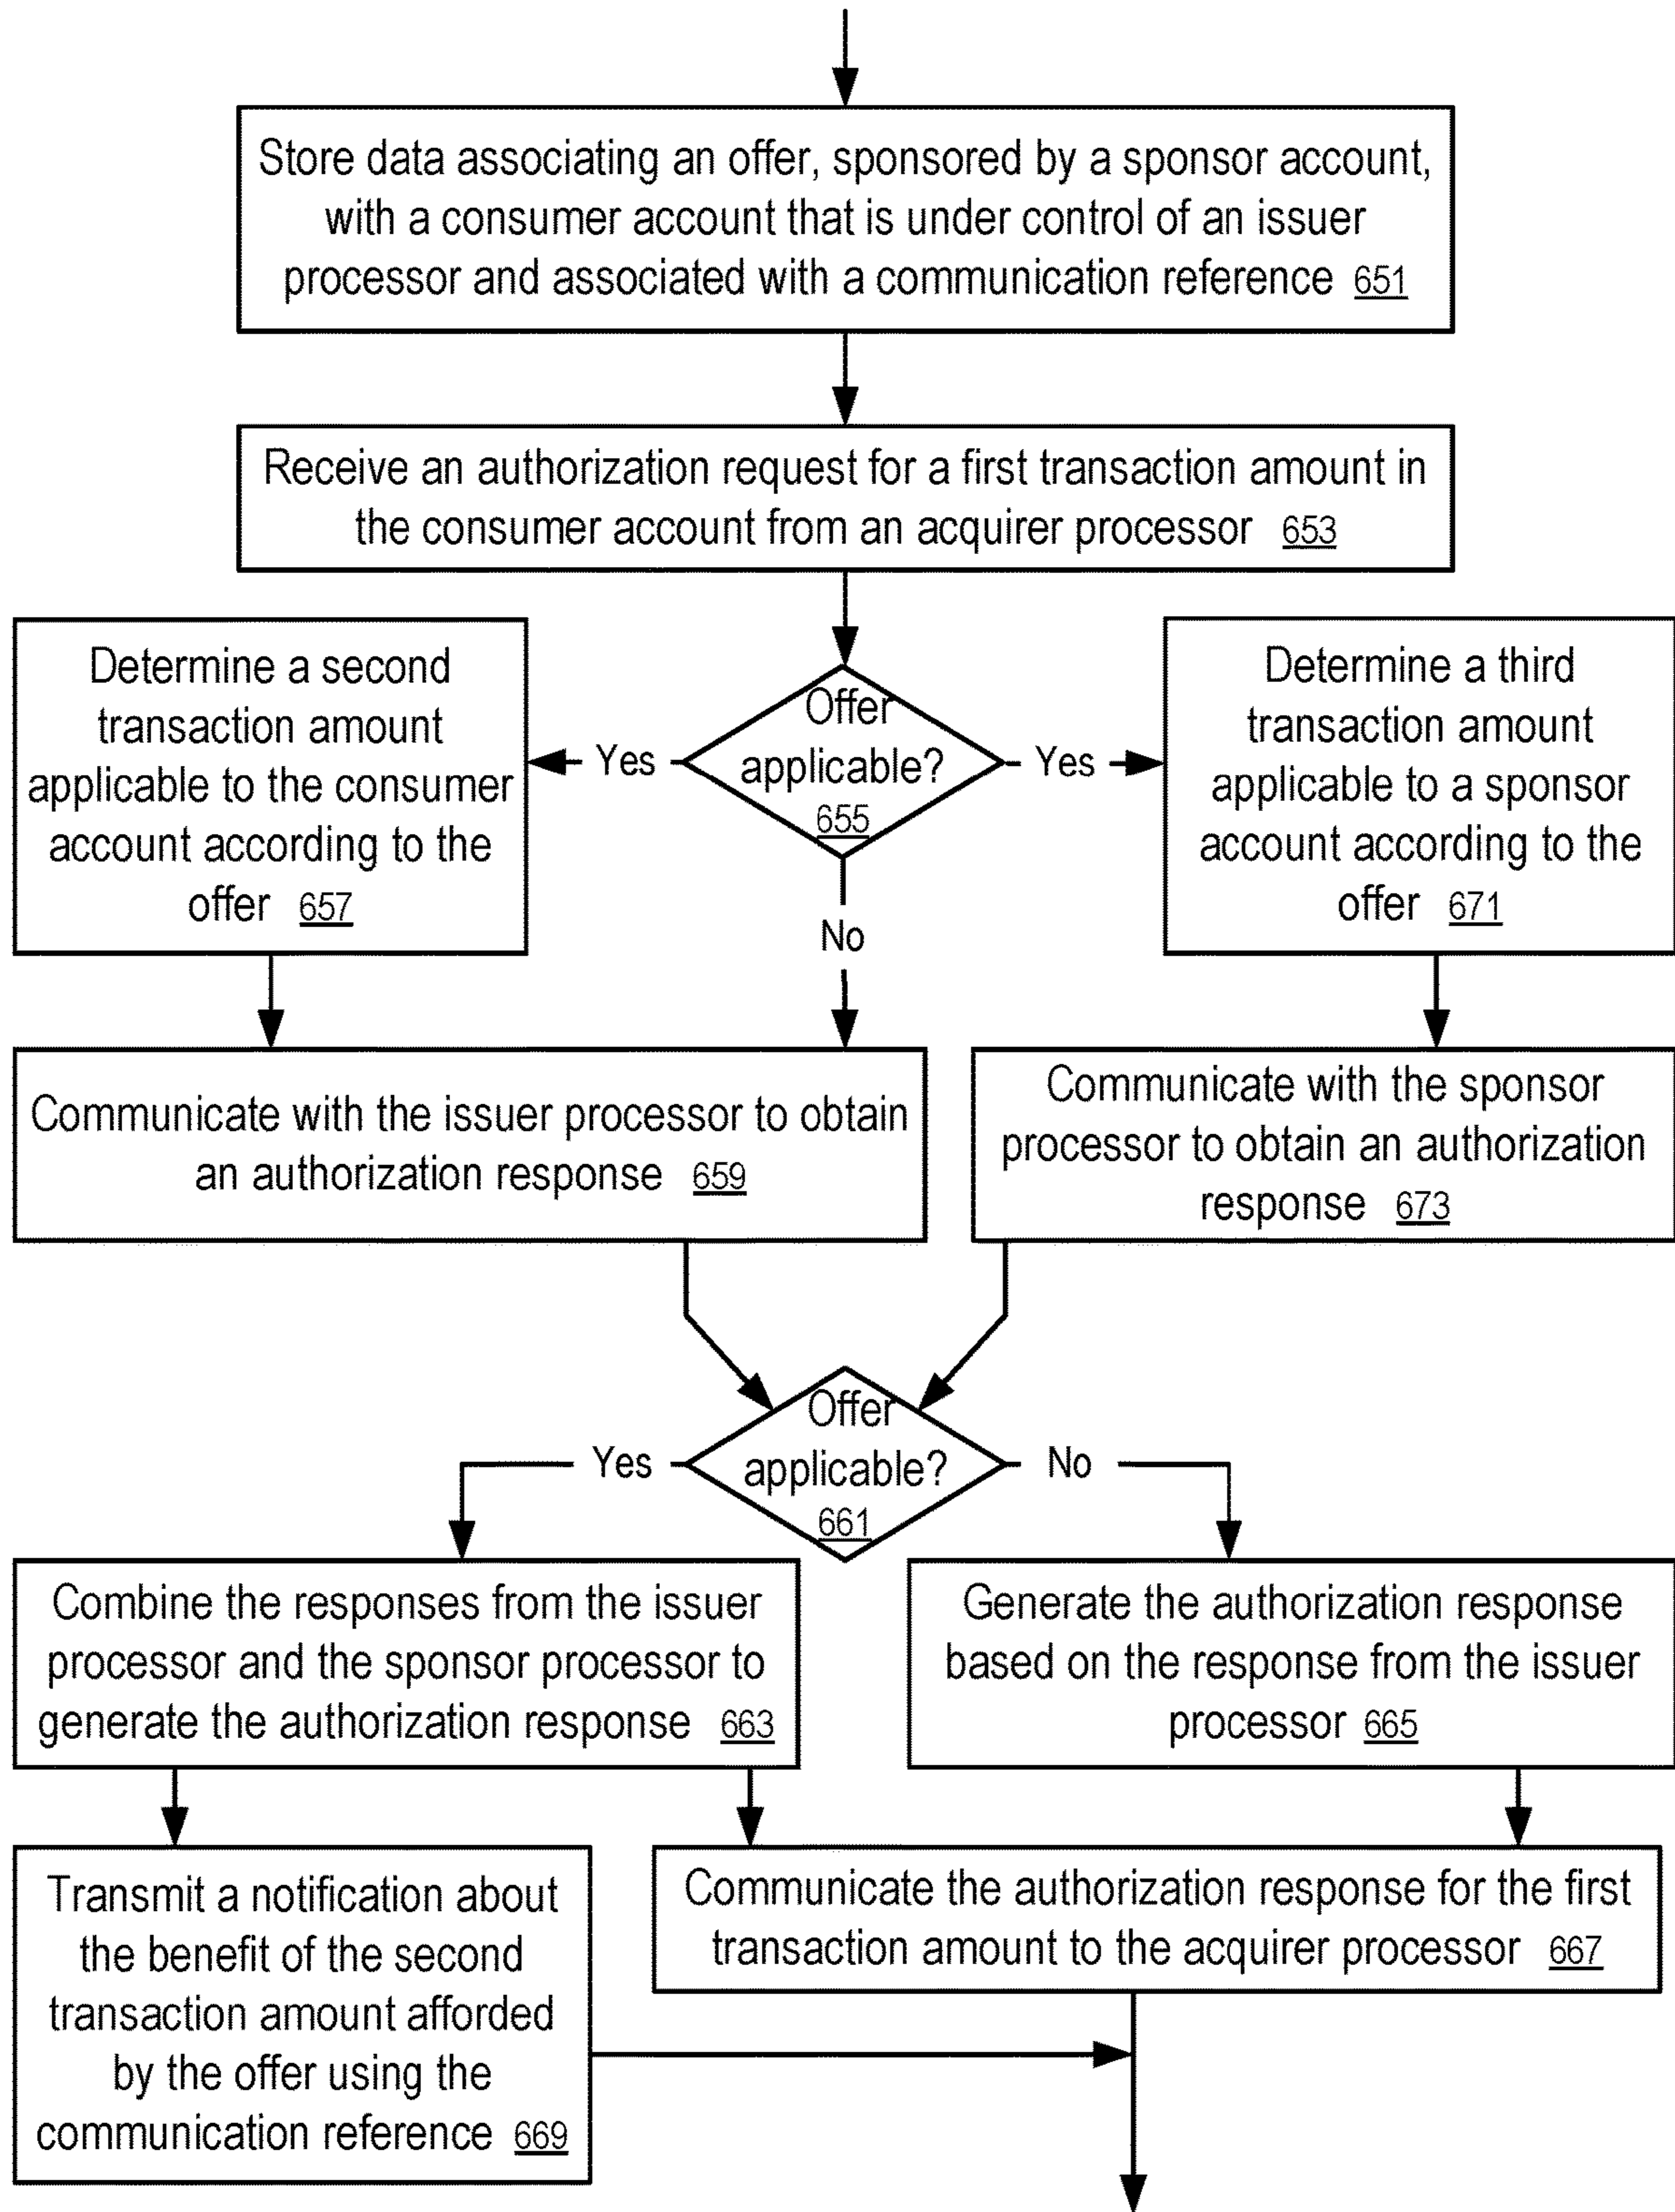 Store data associating an offer, sponsored by a sponsor account,
with a consumer account that is under control of an issuer
processor and associated with a communication reference 651
Receive an authorization request for a first transaction amount in
the consumer account from an acquirer processor 653
Determine a second
transaction amount
applicable to the consumer
account according to the
offer 657
Yes
Offer
applicable?
655
Yes
No
Determine a third
transaction amount
applicable to a sponsor
account according to the
offer 671
Communicate with the issuer processor to obtain
an authorization response 659
Communicate with the sponsor
processor to obtain an authorization
response 673
Yes
Offer
applicable?
661
No
Combine the responses from the issuer
processor and the sponsor processor to
generate the authorization response 663
Generate the authorization response
based on the response from the issuer
processor 665
Transmit a notification about
the benefit of the second
transaction amount afforded
by the offer using the
communication reference 669
Communicate the authorization response for the first
transaction amount to the acquirer processor 667